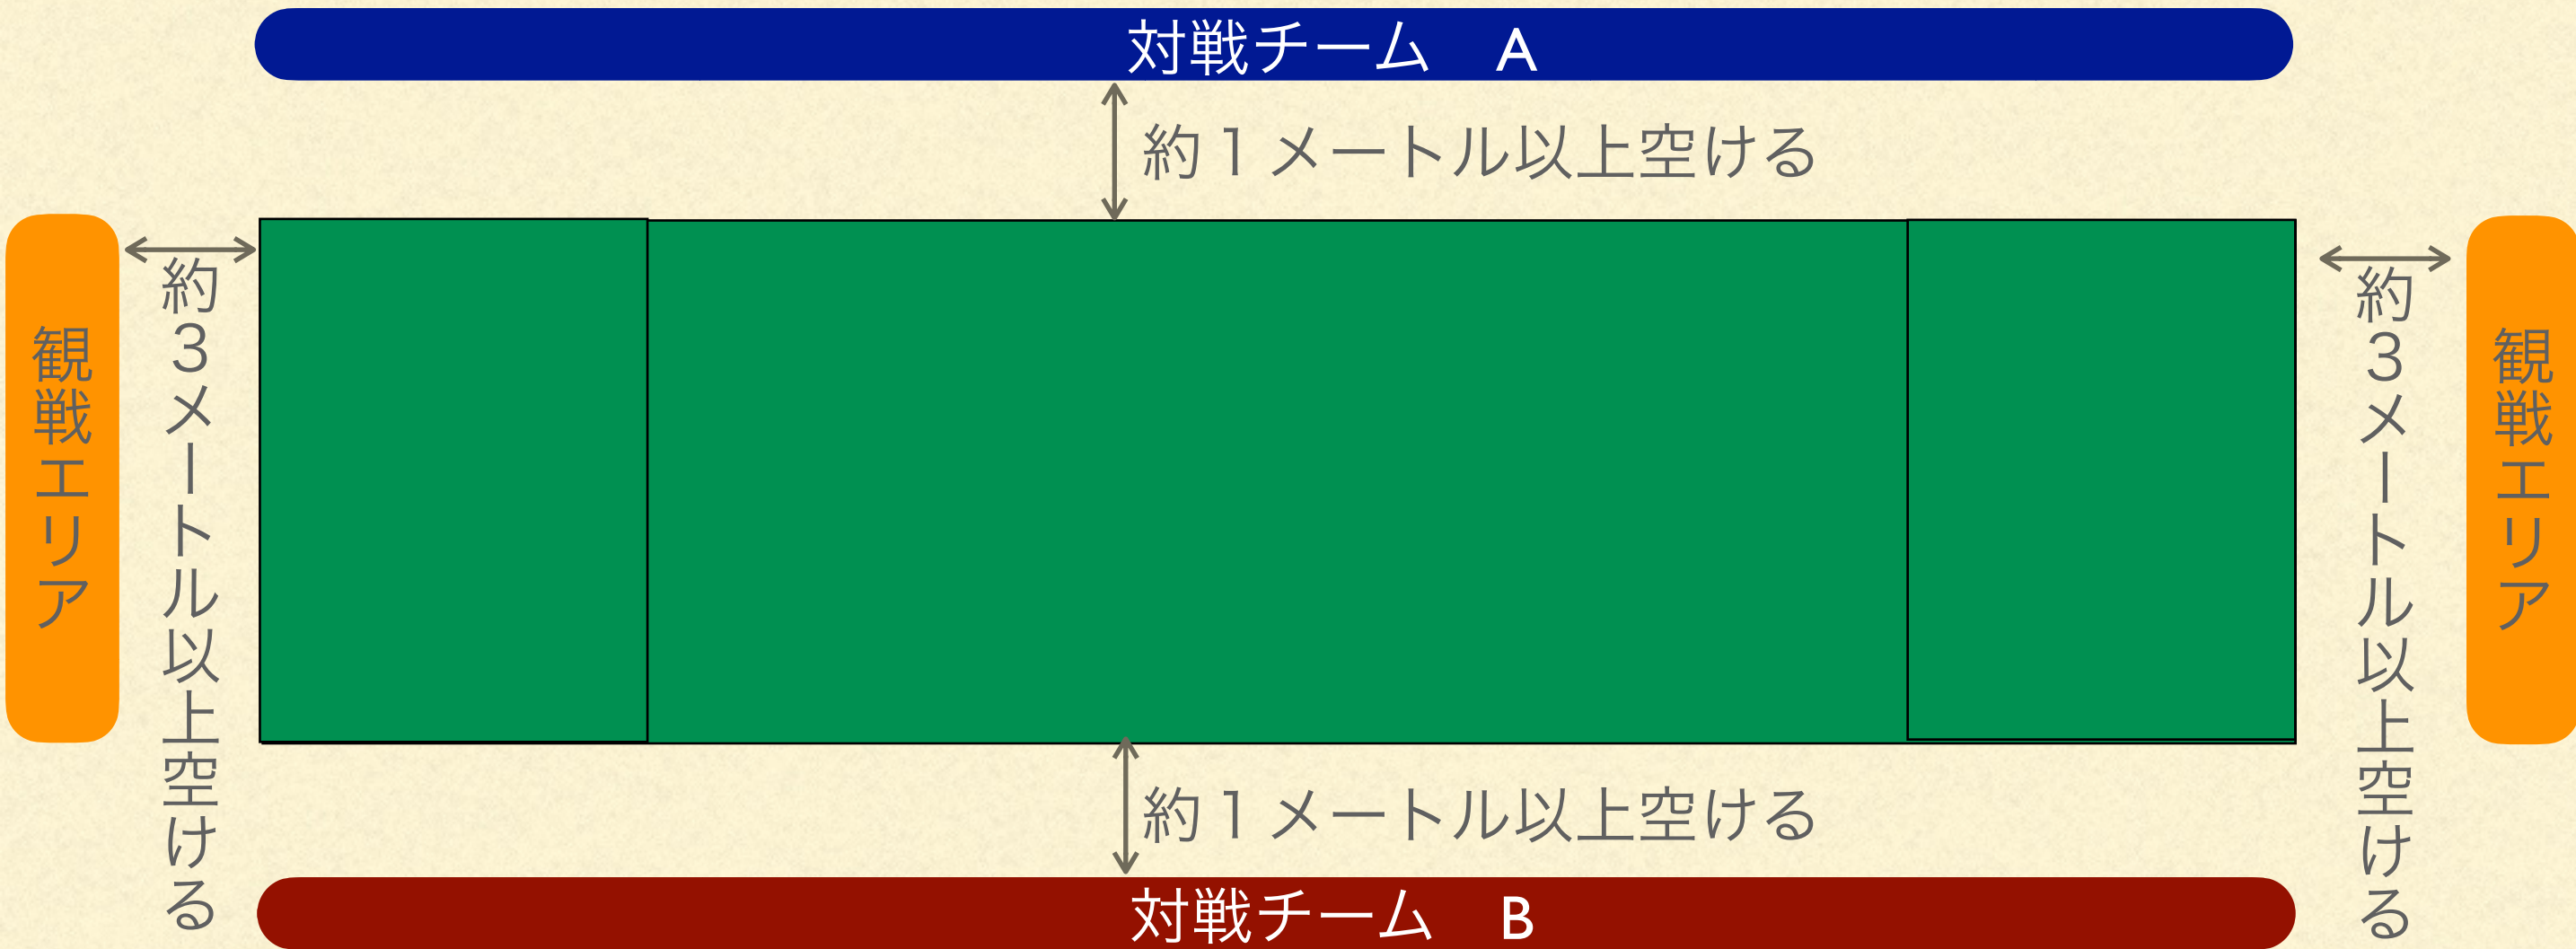 対戦チーム　A
約１メートル以上空ける
観戦エリア
約３メートル以上空ける
約３メートル以上空ける
観戦エリア
約１メートル以上空ける
対戦チーム　B